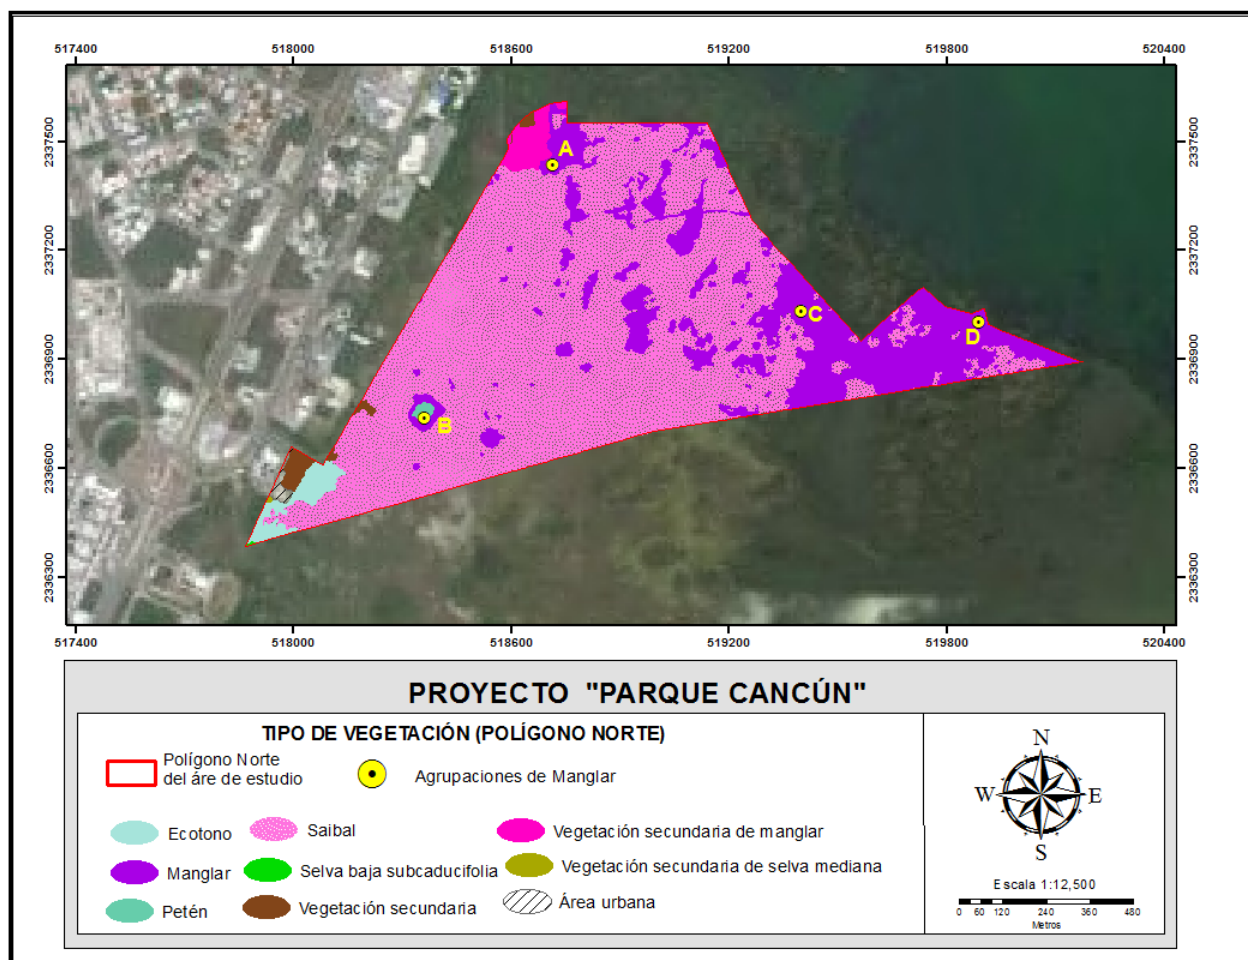 517400 518000 518600 519200 519800 520400
2337500 2337500
A
2337200 2337200
C
D
2336900 2336900
B
2336600 2336600
2336300 2336300
517400 518000 518600 519200 519800 520400
PROYECTO "PARQUE CANCÚN"
TIPO DE VEGETACIÓN (POLÍGONO NORTE)
Polígono Norte
del áre de estudio
Agrupaciones de Manglar
Ecotono
Saibal
Vegetación secundaria de manglar
Manglar
Selva baja subcaducifolia
Vegetación secundaria de selva mediana
Petén
Vegetación secundaria
Área urbana
N
W E
S
Escala 1:12,500
0 60 120 240 360 480
Metros